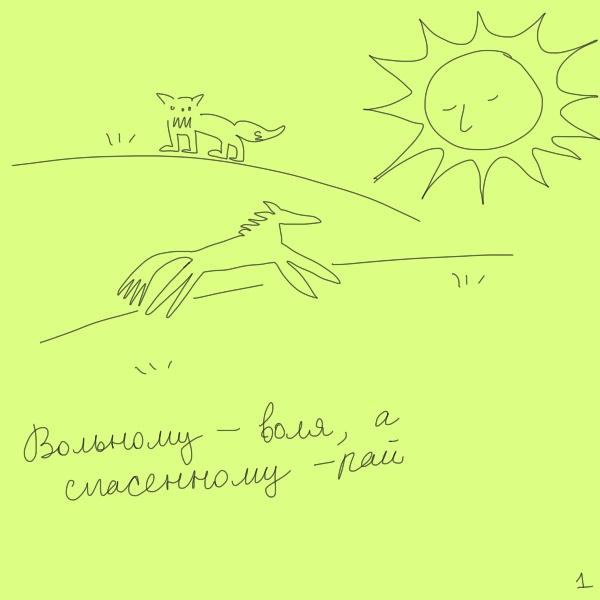 Вольному – воля, а
спасенному – рай
1